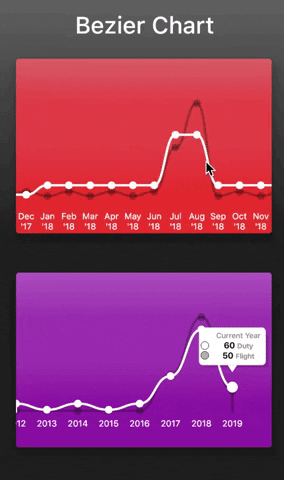 Bezier Chart
Dec Jan Feb Mar Apr May Jun Jul Aug Sep Oct Nov
'17 '18 '18 '18 '18 '18 '18 '18 '18 '18 '18 '18
Current Year
60 Duty
50 Flight
12 2013 2014 2015 2016 2017 2018 2019